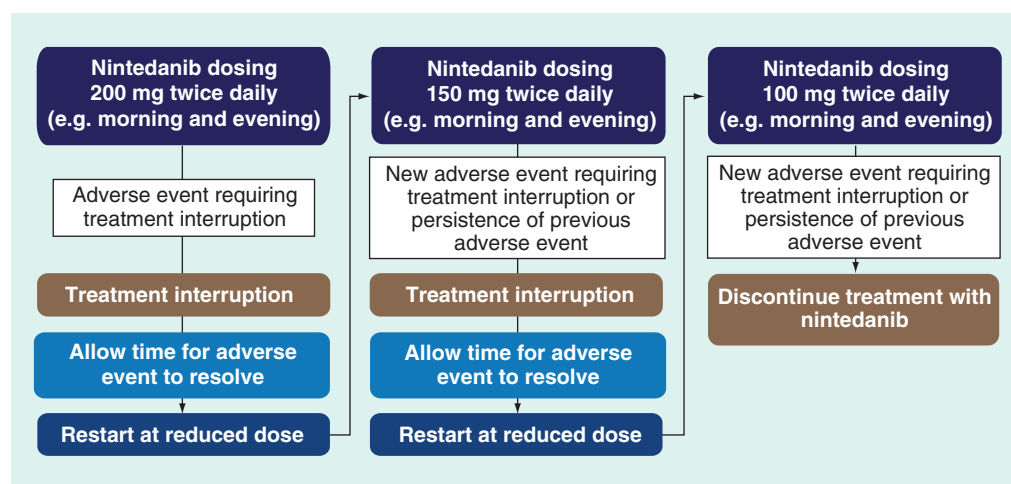 Nintedanib dosing
200 mg twice daily
(e.g. morning and evening)
Adverse event requiring
treatment interruption
Treatment interruption
Allow time for adverse
event to resolve
Restart at reduced dose
Nintedanib dosing
150 mg twice daily
(e.g. morning and evening)
New adverse event requiring
treatment interruption or
persistence of previous
adverse event
Treatment interruption
Allow time for adverse
event to resolve
Restart at reduced dose
Nintedanib dosing
100 mg twice daily
(e.g. morning and evening)
New adverse event requiring
treatment interruption or
persistence of previous
adverse event
Discontinue treatment with
nintedanib